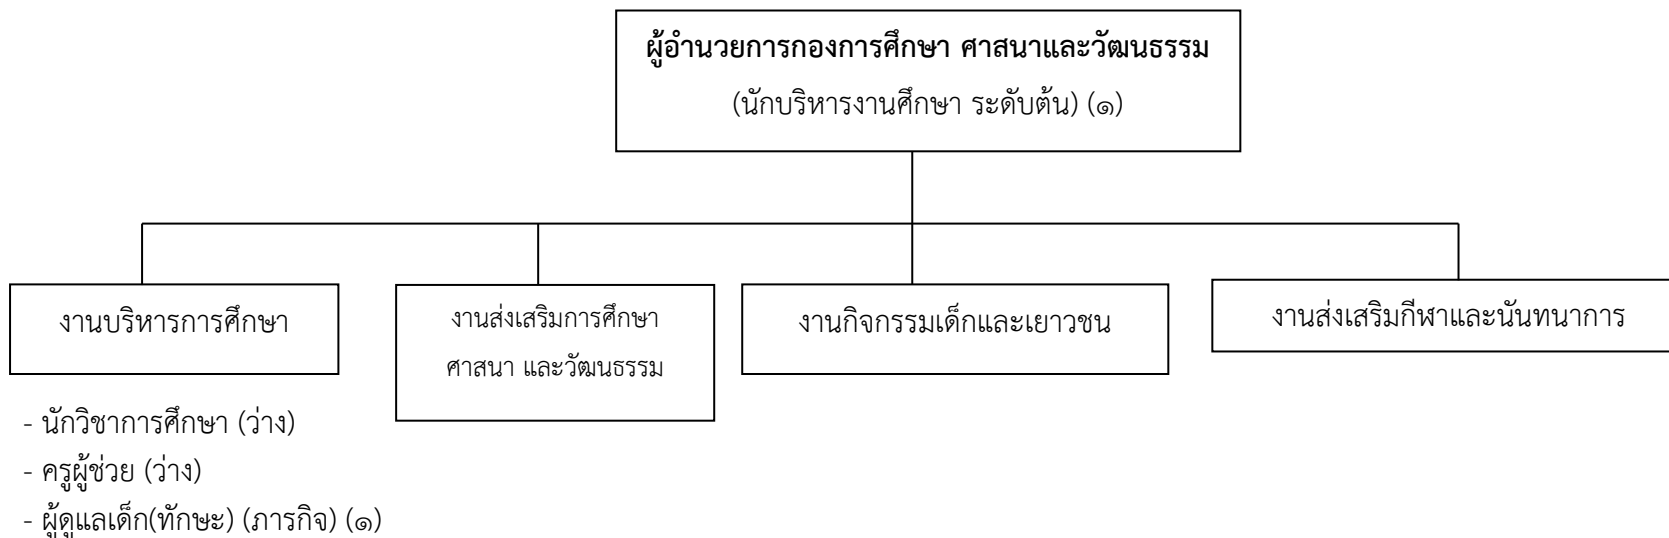 ผู้อำนวยการกองการศึกษา ศาสนาและวัฒนธรรม
(นักบริหารงานศึกษา ระดับต้น) (๑)
งานบริหารการศึกษา
งานส่งเสริมการศึกษา
ศาสนา และวัฒนธรรม
งานกิจกรรมเด็กและเยาวชน
งานส่งเสริมกีฬาและนันทนาการ
- นักวิชาการศึกษา (ว่าง)
- ครูผู้ช่วย (ว่าง)
- ผู้ดูแลเด็ก(ทักษะ) (ภารกิจ) (๑)